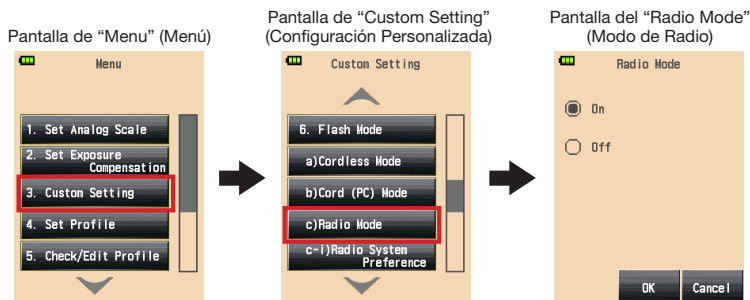 Pantalla de “Menu” (Menú)
Menu
1. Set Analog Scale
2. Set Exposure
Compensation
3. Custom Setting
4. Set Profile
5. Check/Edit Profile
Pantalla de “Custom Setting”
(Configuración Personalizada)
Custom Setting
6. Flash Mode
a)Cordless Mode
b)Cord (PC) Mode
c)Radio Mode
c-i)Radio System
Preference
Pantalla del “Radio Mode”
(Modo de Radio)
Radio Mode
On
Off
OK Cancel